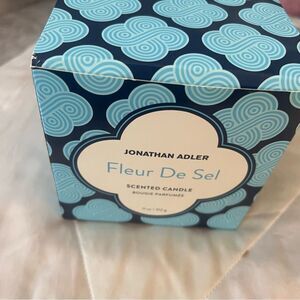 JONATHAN ADLER
Fleur De Sel
SCENTED CANDLE
BOUGIE PARFUMÉE